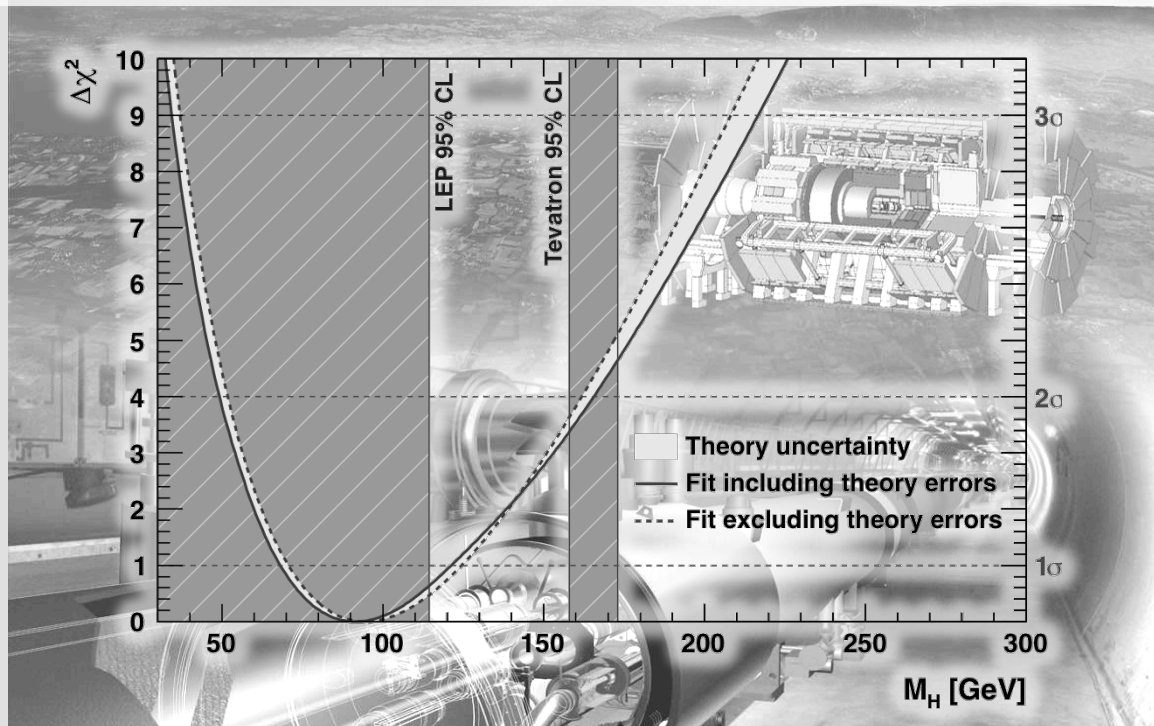 Δχ²
10
9
8
7
6
5
4
3
2
1
0
LEP 95% CL
Tevatron 95% CL
3σ
2σ
1σ
Theory uncertainty
Fit including theory errors
Fit excluding theory errors
50 100 150 200 250 300
M_H [GeV]